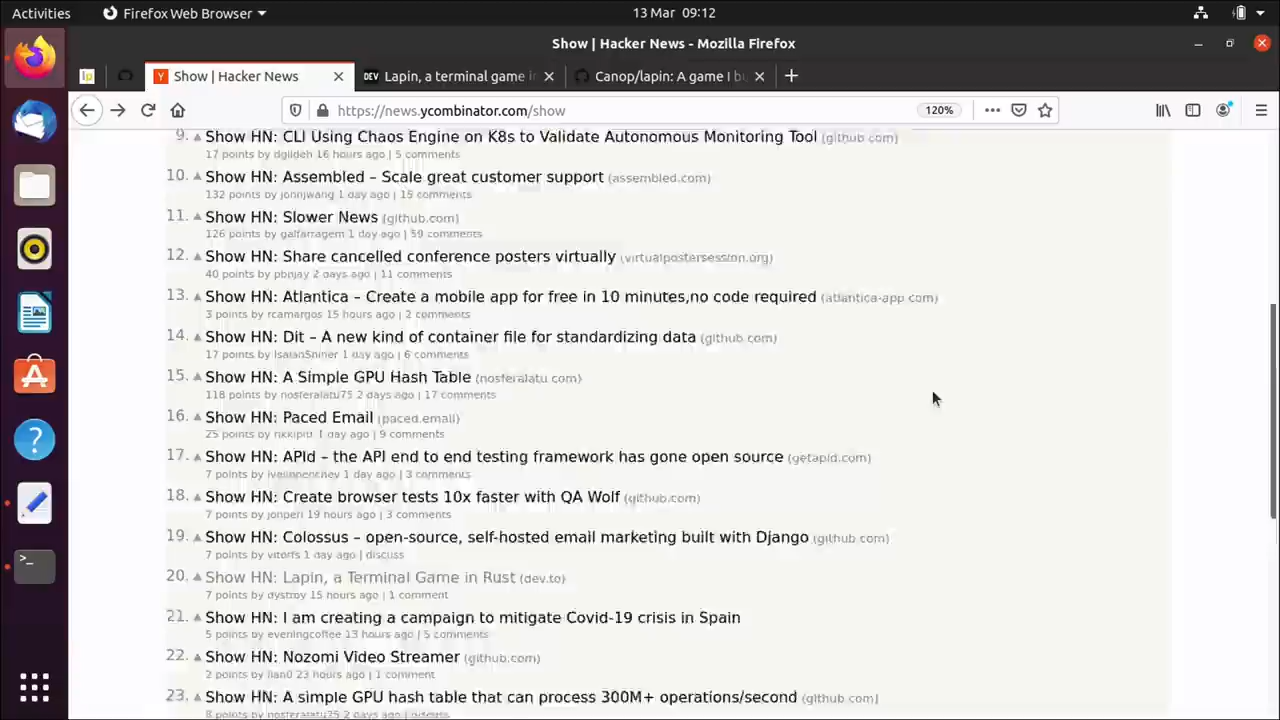 Activities Firefox Web Browser 13 Mar 09:12
Show | Hacker News - Mozilla Firefox
lp Y Show | Hacker News DEV Lapin, a terminal game in Canop/lapin: A game I bu
https://news.ycombinator.com/show 120%
9. Show HN: CLI Using Chaos Engine on K8s to Validate Autonomous Monitoring Tool (github.com)
17 points by dgildeh 16 hours ago | 5 comments
10. Show HN: Assembled – Scale great customer support (assembled.com)
132 points by johnjwang 1 day ago | 15 comments
11. Show HN: Slower News (github.com)
126 points by galfarragem 1 day ago | 59 comments
12. Show HN: Share cancelled conference posters virtually (virtualpostersession.org)
40 points by pbnjay 2 days ago | 11 comments
13. Show HN: Atlantica – Create a mobile app for free in 10 minutes,no code required (atlantica-app.com)
3 points by rcamargos 15 hours ago | 2 comments
14. Show HN: Dit – A new kind of container file for standardizing data (github.com)
17 points by IsaiahShiner 1 day ago | 6 comments
15. Show HN: A Simple GPU Hash Table (nosferalatu.com)
118 points by nosferalatu75 2 days ago | 17 comments
16. Show HN: Paced Email (paced.email)
25 points by 1 day ago | 9 comments
17. Show HN: APId – the API end to end testing framework has gone open source (getapid.com)
7 points by 1 day ago | 3 comments
18. Show HN: Create browser tests 10x faster with QA Wolf (github.com)
7 points by jonperl 19 hours ago | 3 comments
19. Show HN: Colossus – open-source, self-hosted email marketing built with Django (github.com)
7 points by vitorfs 1 day ago | discuss
20. Show HN: Lapin, a Terminal Game in Rust (dev.to)
7 points by dystroy 15 hours ago | 1 comment
21. Show HN: I am creating a campaign to mitigate Covid-19 crisis in Spain
5 points by eveningcoffee 13 hours ago | 5 comments
22. Show HN: Nozomi Video Streamer (github.com)
2 points by 23 hours ago | 1 comment
23. Show HN: A simple GPU hash table that can process 300M+ operations/second (github.com)
8 points by nosferalatu75 2 days ago | discuss